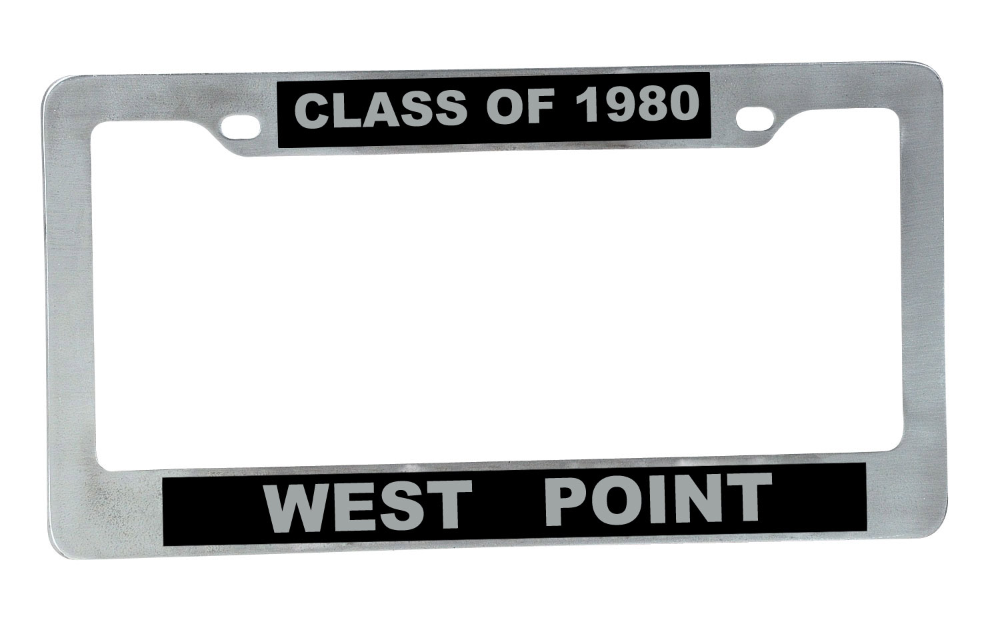 CLASS OF 1980
WEST POINT